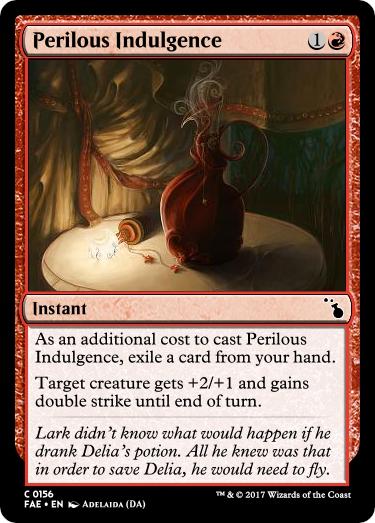 Perilous Indulgence 1
Instant
As an additional cost to cast Perilous
Indulgence, exile a card from your hand.
Target creature gets +2/+1 and gains
double strike until end of turn.
Lark didn't know what would happen if he
drank Delia's potion. All he knew was that
in order to save Delia, he would need to fly.
C 0156
FAE • EN Adelaida (DA)
™ & © 2017 Wizards of the Coast